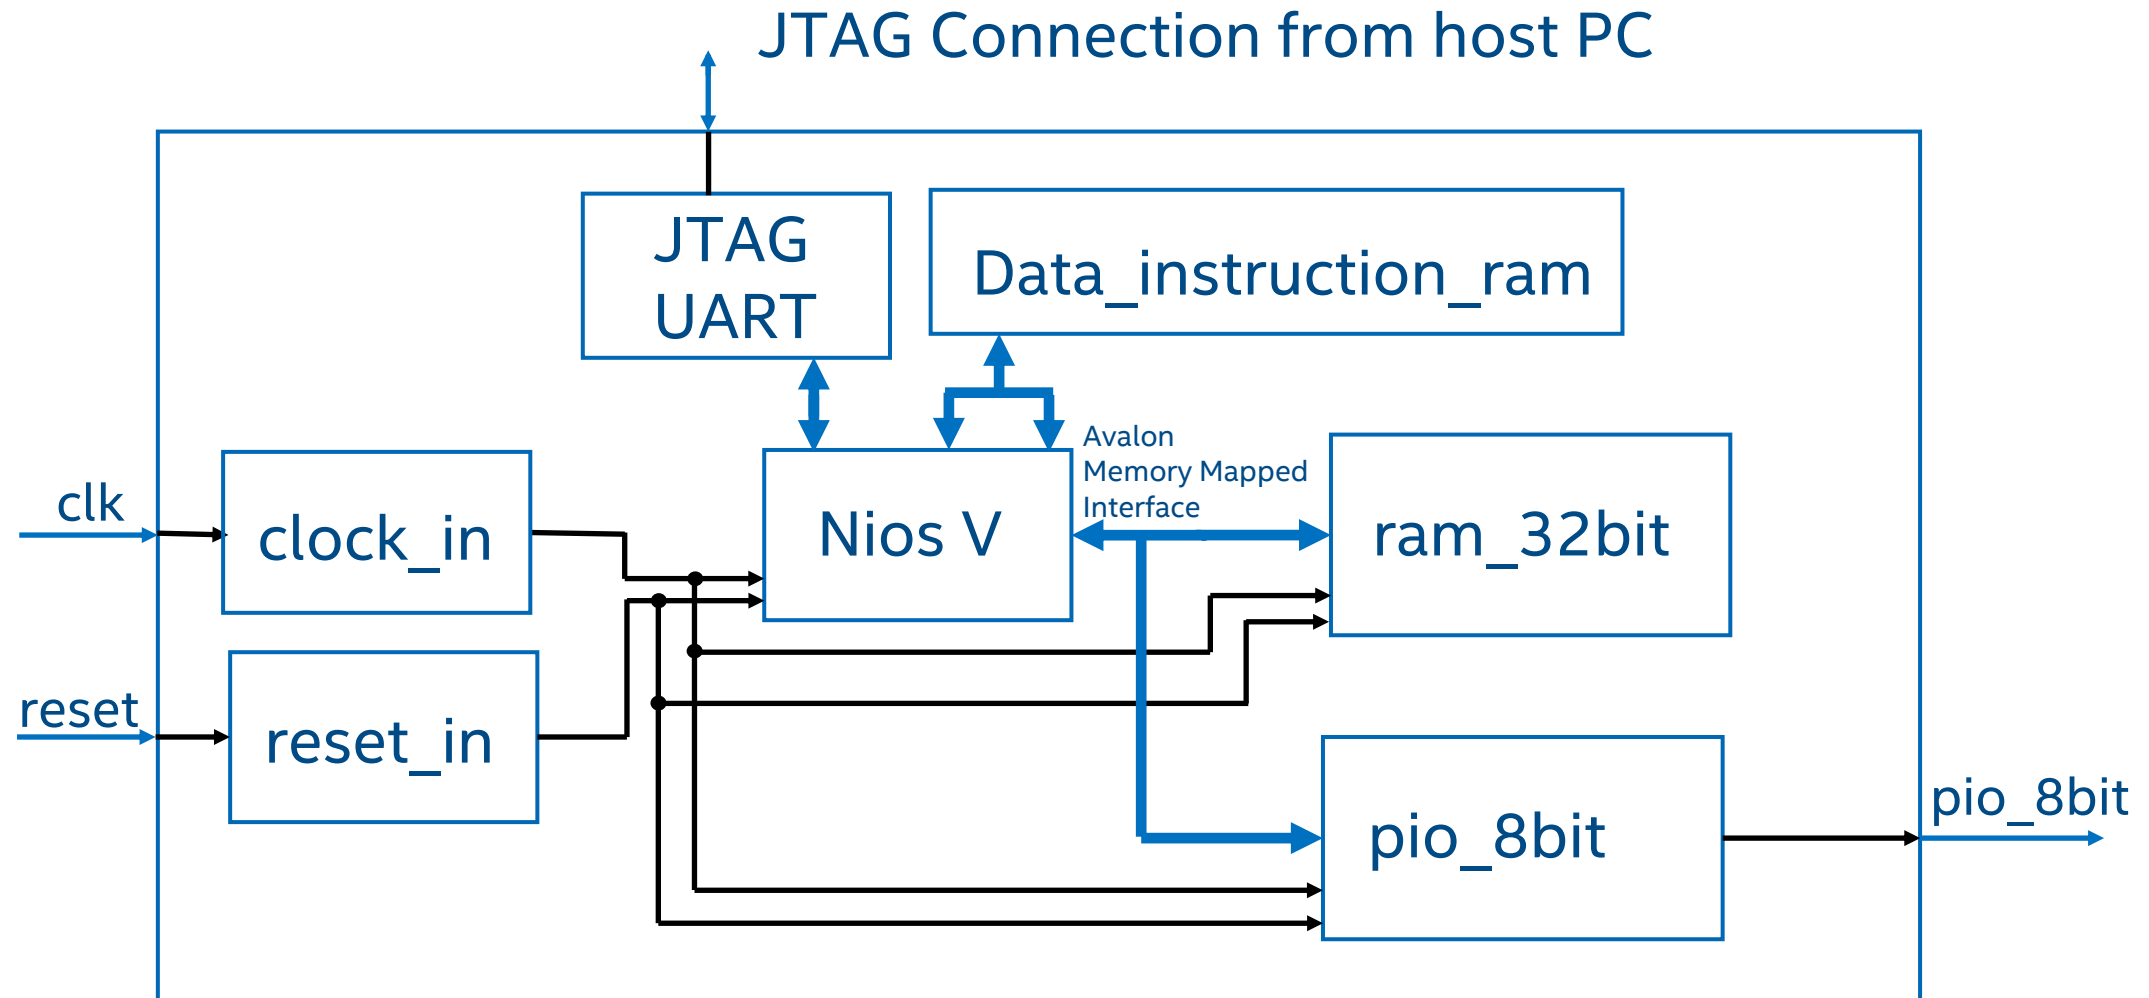 JTAG Connection from host PC
JTAG
UART
Data_instruction_ram
Avalon
Memory Mapped
Interface
clk
clock_in
Nios V
ram_32bit
reset
reset_in
pio_8bit
pio_8bit